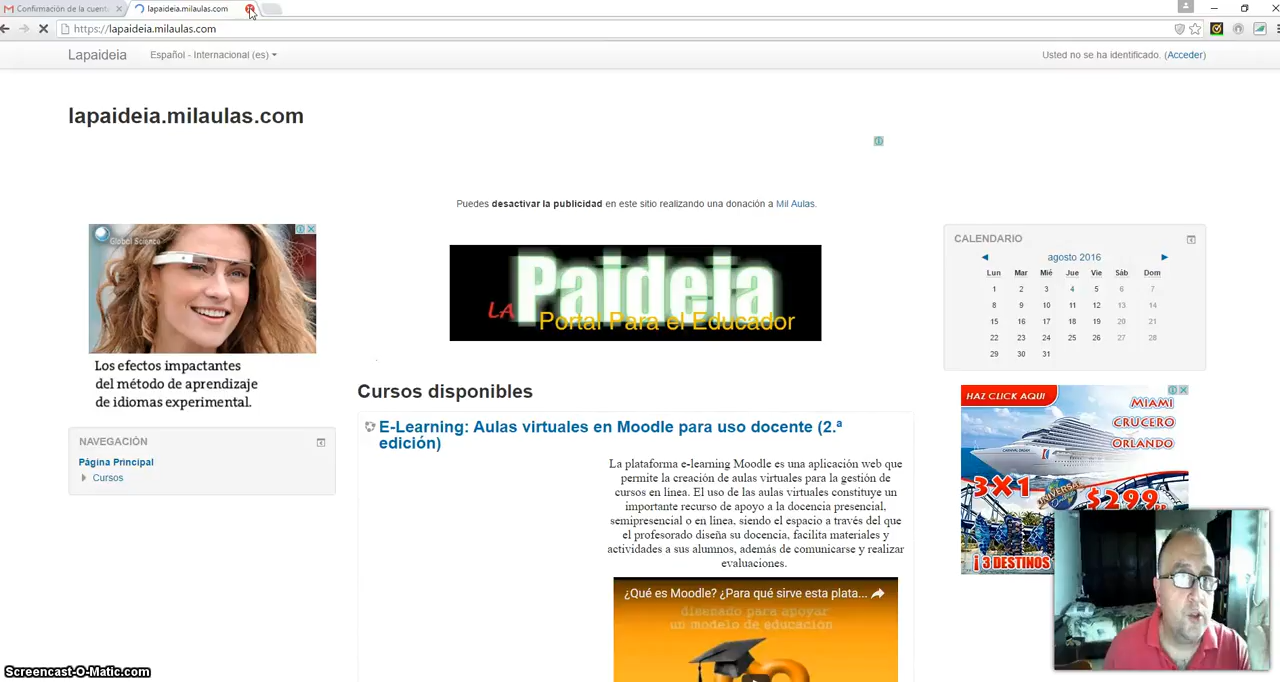 Confirmación de la cuent
lapaideia.milaulas.com
https://lapaideia.milaulas.com
Lapaideia
Español - Internacional (es)
Usted no se ha identificado. (Acceder)
lapaideia.milaulas.com
Puedes desactivar la publicidad en este sitio realizando una donación a Mil Aulas.
Global Science
Los efectos impactantes
del método de aprendizaje
de idiomas experimental.
NAVEGACIÓN
Página Principal
Cursos
LA Paideia
Portal Para el Educador
Cursos disponibles
E-Learning: Aulas virtuales en Moodle para uso docente (2.ª
edición)
La plataforma e-learning Moodle es una aplicación web que
permite la creación de aulas virtuales para la gestión de
cursos en línea. El uso de las aulas virtuales constituye un
importante recurso de apoyo a la docencia presencial,
semipresencial o en línea, siendo el espacio a través del que
el profesorado diseña su docencia, facilita materiales y
actividades a sus alumnos, además de comunicarse y realizar
evaluaciones.
¿Qué es Moodle? ¿Para qué sirve esta plata...
diseñado para apoyar
un modelo de educación
CALENDARIO
agosto 2016
Lun Mar Mié Jue Vie Sáb Dom
1 2 3 4 5 6 7
8 9 10 11 12 13 14
15 16 17 18 19 20 21
22 23 24 25 26 27 28
29 30 31
HAZ CLICK AQUI
MIAMI
CRUCERO
ORLANDO
3X1
UNIVERSAL
$299
¡3 DESTINOS
Screencast-O-Matic.com